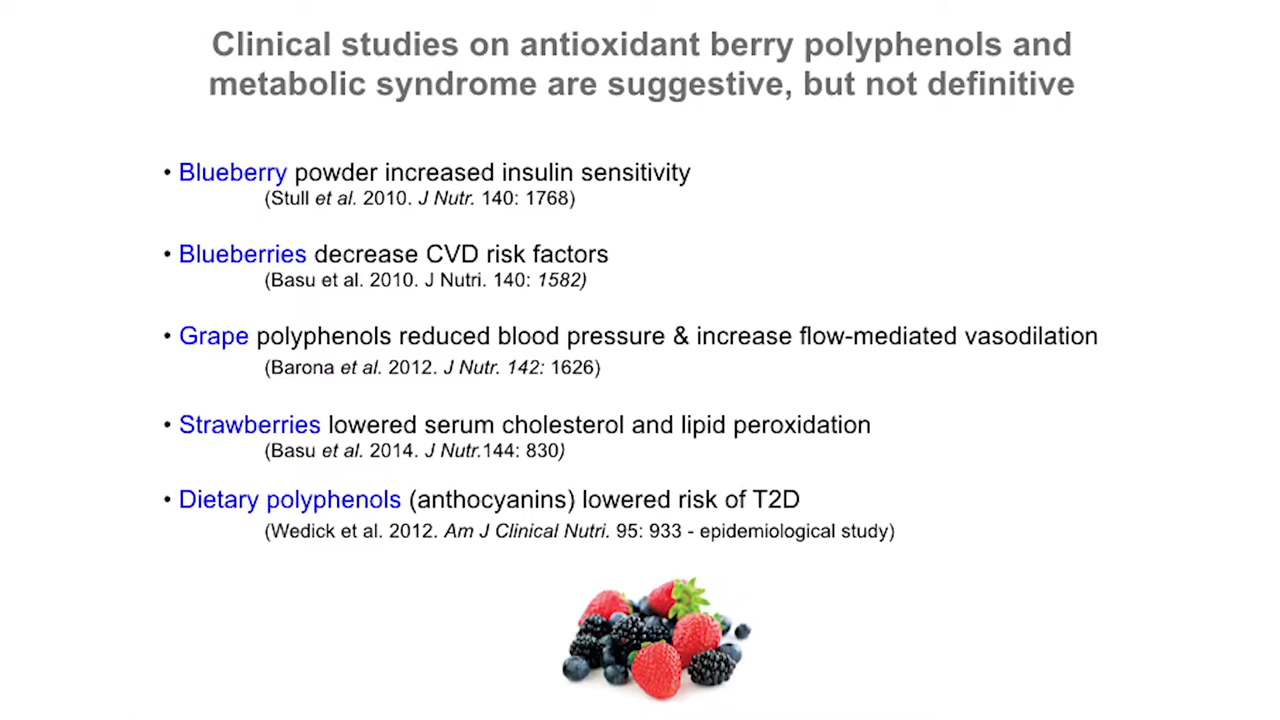 Clinical studies on antioxidant berry polyphenols and
metabolic syndrome are suggestive, but not definitive
• Blueberry powder increased insulin sensitivity
(Stull et al. 2010. J Nutr. 140: 1768)
• Blueberries decrease CVD risk factors
(Basu et al. 2010. J Nutri. 140: 1582)
• Grape polyphenols reduced blood pressure & increase flow-mediated vasodilation
(Barona et al. 2012. J Nutr. 142: 1626)
• Strawberries lowered serum cholesterol and lipid peroxidation
(Basu et al. 2014. J Nutr.144: 830)
• Dietary polyphenols (anthocyanins) lowered risk of T2D
(Wedick et al. 2012. Am J Clinical Nutri. 95: 933 - epidemiological study)